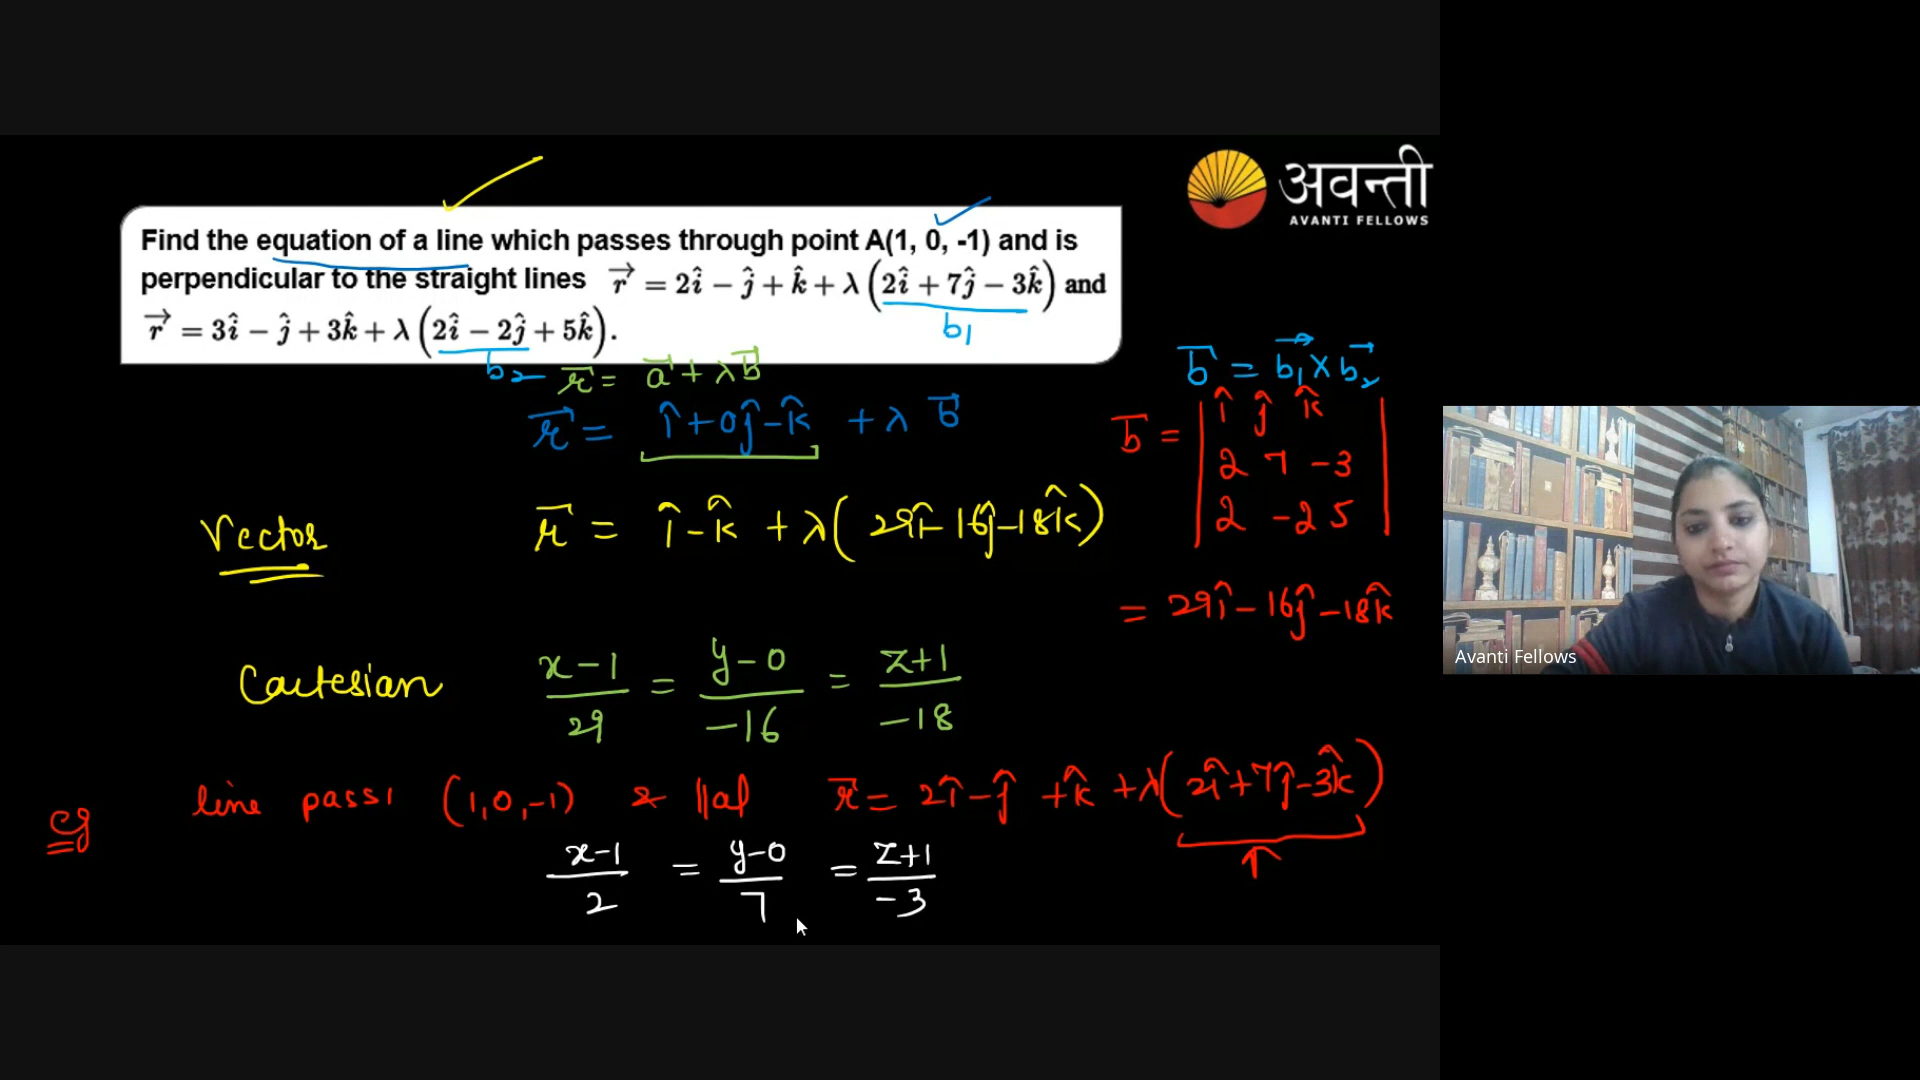 अवन्ती
AVANTI FELLOWS
Find the equation of a line which passes through point A(1, 0, -1) and is
perpendicular to the straight lines r⃗ = 2î − ĵ + k̂ + λ (2î + 7ĵ − 3k̂) and
r⃗ = 3î − ĵ + 3k̂ + λ (2î − 2ĵ + 5k̂).
b₁
b₂
r⃗ = a⃗ + λb⃗
r⃗ = î + 0ĵ − k̂ + λ b⃗
b⃗ = b₁⃗ × b₂⃗
b⃗ = | î ĵ k̂ |
2 7 −3
2 −2 5
= 29î − 16ĵ − 18k̂
Vector r⃗ = î − k̂ + λ( 29î − 16ĵ − 18k̂ )
Cartesian (x−1)/29 = (y−0)/−16 = (z+1)/−18
eg line passi (1,0,−1) & ||al r⃗ = 2î − ĵ + k̂ + λ( 2î + 7ĵ − 3k̂ )
(x−1)/2 = (y−0)/7 = (z+1)/−3
Avanti Fellows